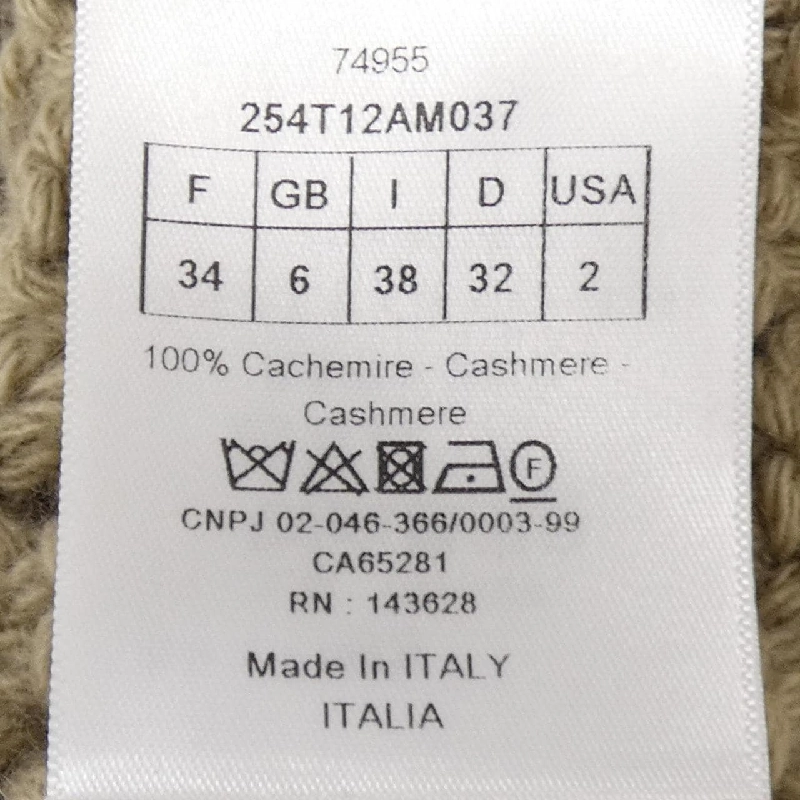 74955
254T12AM037
F GB I D USA
34 6 38 32 2
100% Cachemire - Cashmere -
Cashmere
F
CNPJ 02-046-366/0003-99
CA65281
RN : 143628
Made In ITALY
ITALIA